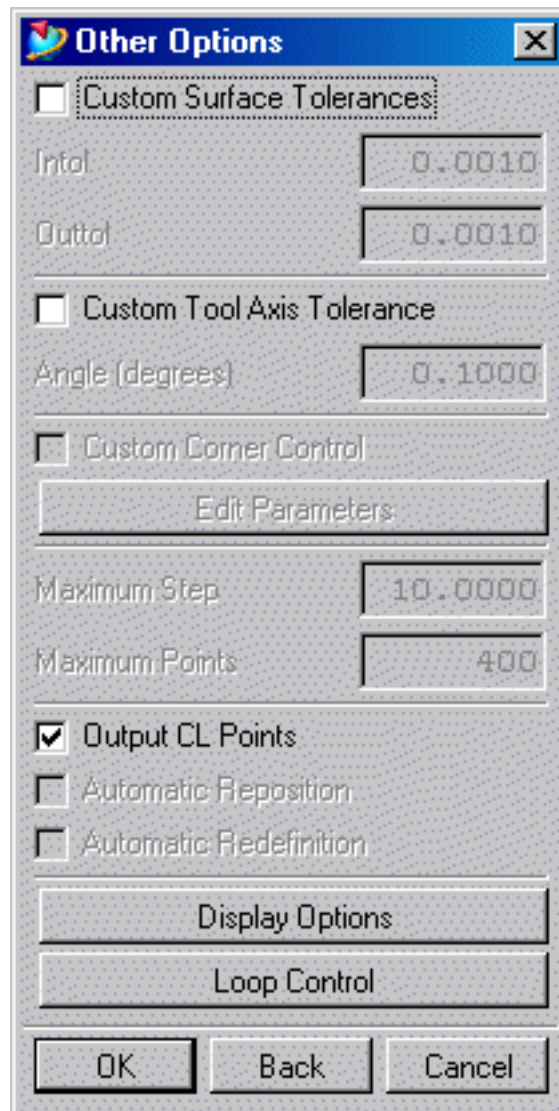 Other Options
Custom Surface Tolerances
Intol 0.0010
Outtol 0.0010
Custom Tool Axis Tolerance
Angle (degrees) 0.1000
Custom Corner Control
Edit Parameters
Maximum Step 10.0000
Maximum Points 400
Output CL Points
Automatic Reposition
Automatic Redefinition
Display Options
Loop Control
OK Back Cancel